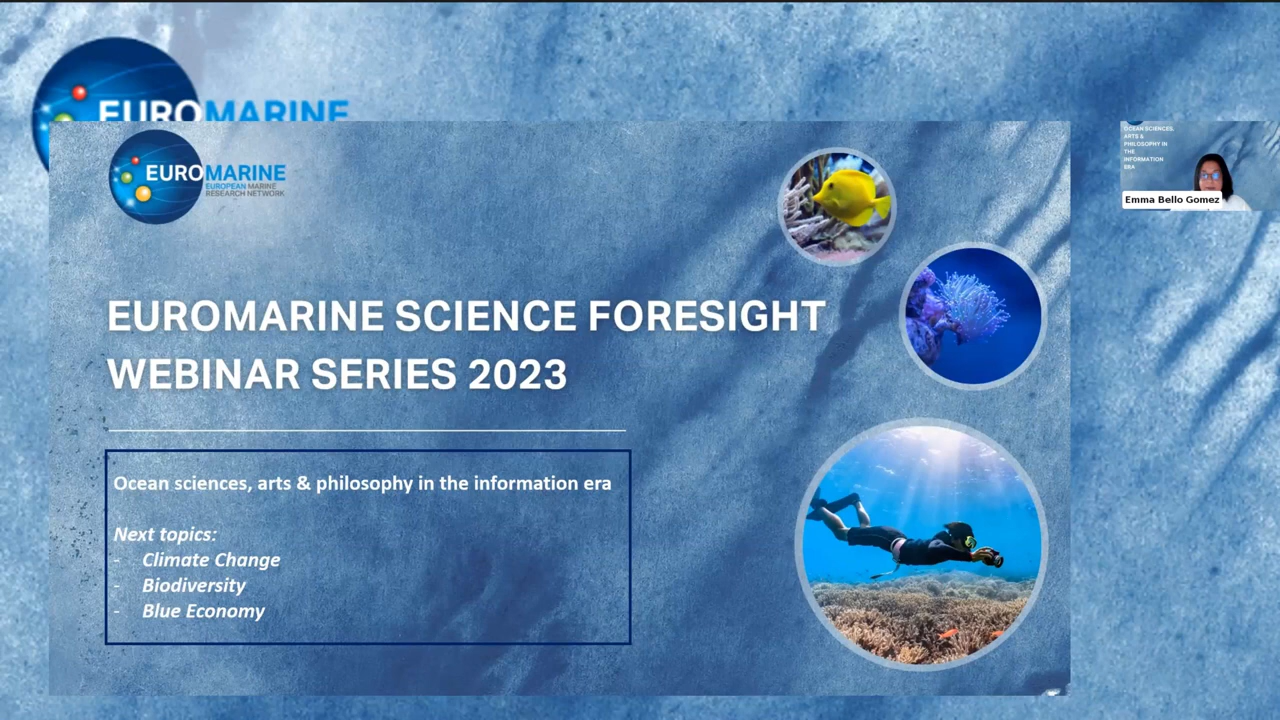 EUROMARINE
EUROMARINE
EUROPEAN MARINE
RESEARCH NETWORK
EUROMARINE SCIENCE FORESIGHT
WEBINAR SERIES 2023
Ocean sciences, arts & philosophy in the information era
Next topics:
- Climate Change
- Biodiversity
- Blue Economy
OCEAN SCIENCES,
ARTS &
PHILOSOPHY IN
THE
INFORMATION
ERA
Emma Bello Gomez